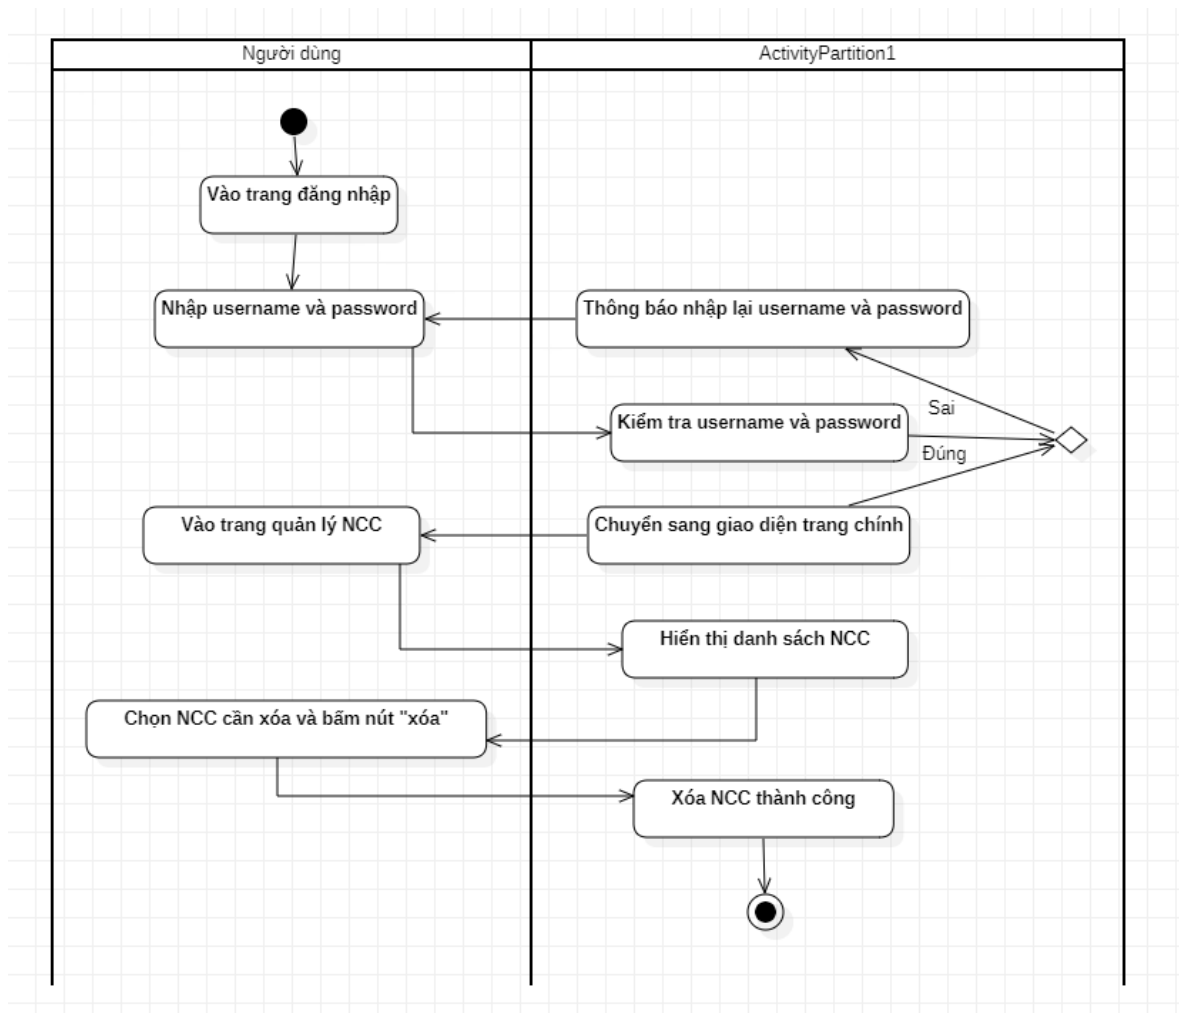 Người dùng
ActivityPartition1
Vào trang đăng nhập
Nhập username và password
Thông báo nhập lại username và password
Sai
Kiểm tra username và password
Đúng
Vào trang quản lý NCC
Chuyển sang giao diện trang chính
Hiển thị danh sách NCC
Chọn NCC cần xóa và bấm nút "xóa"
Xóa NCC thành công